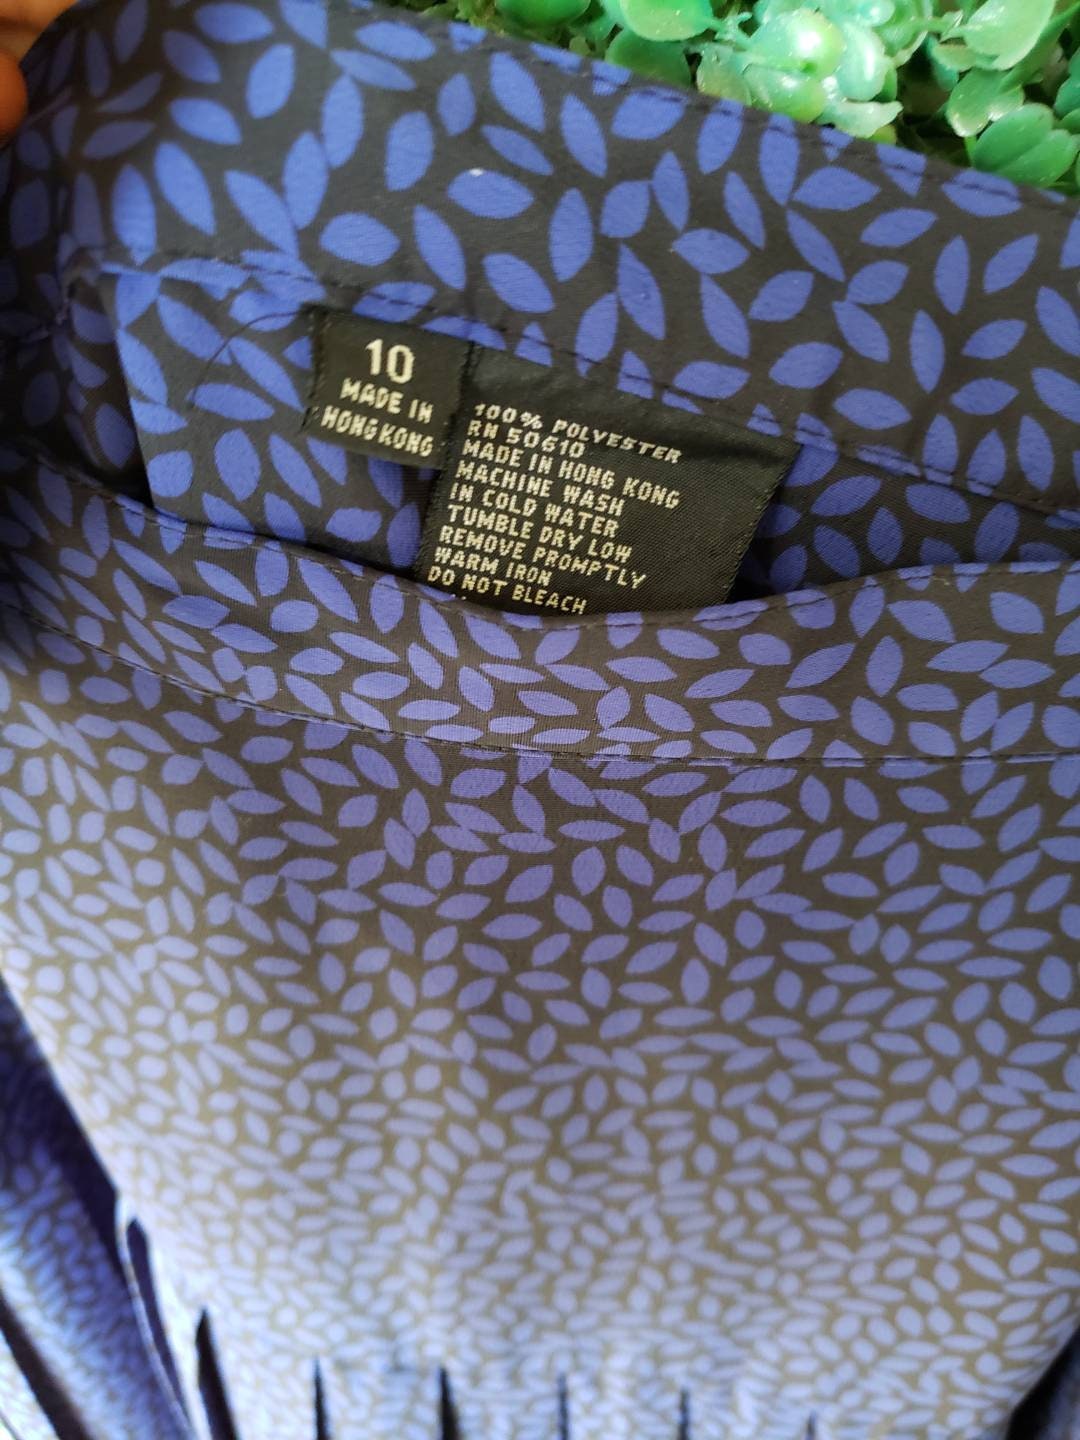 10
MADE IN
HONG KONG
100% POLYESTER
RN 50610
MADE IN HONG KONG
MACHINE WASH
IN COLD WATER
TUMBLE DRY LOW
REMOVE PROMPTLY
WARM IRON
DO NOT BLEACH